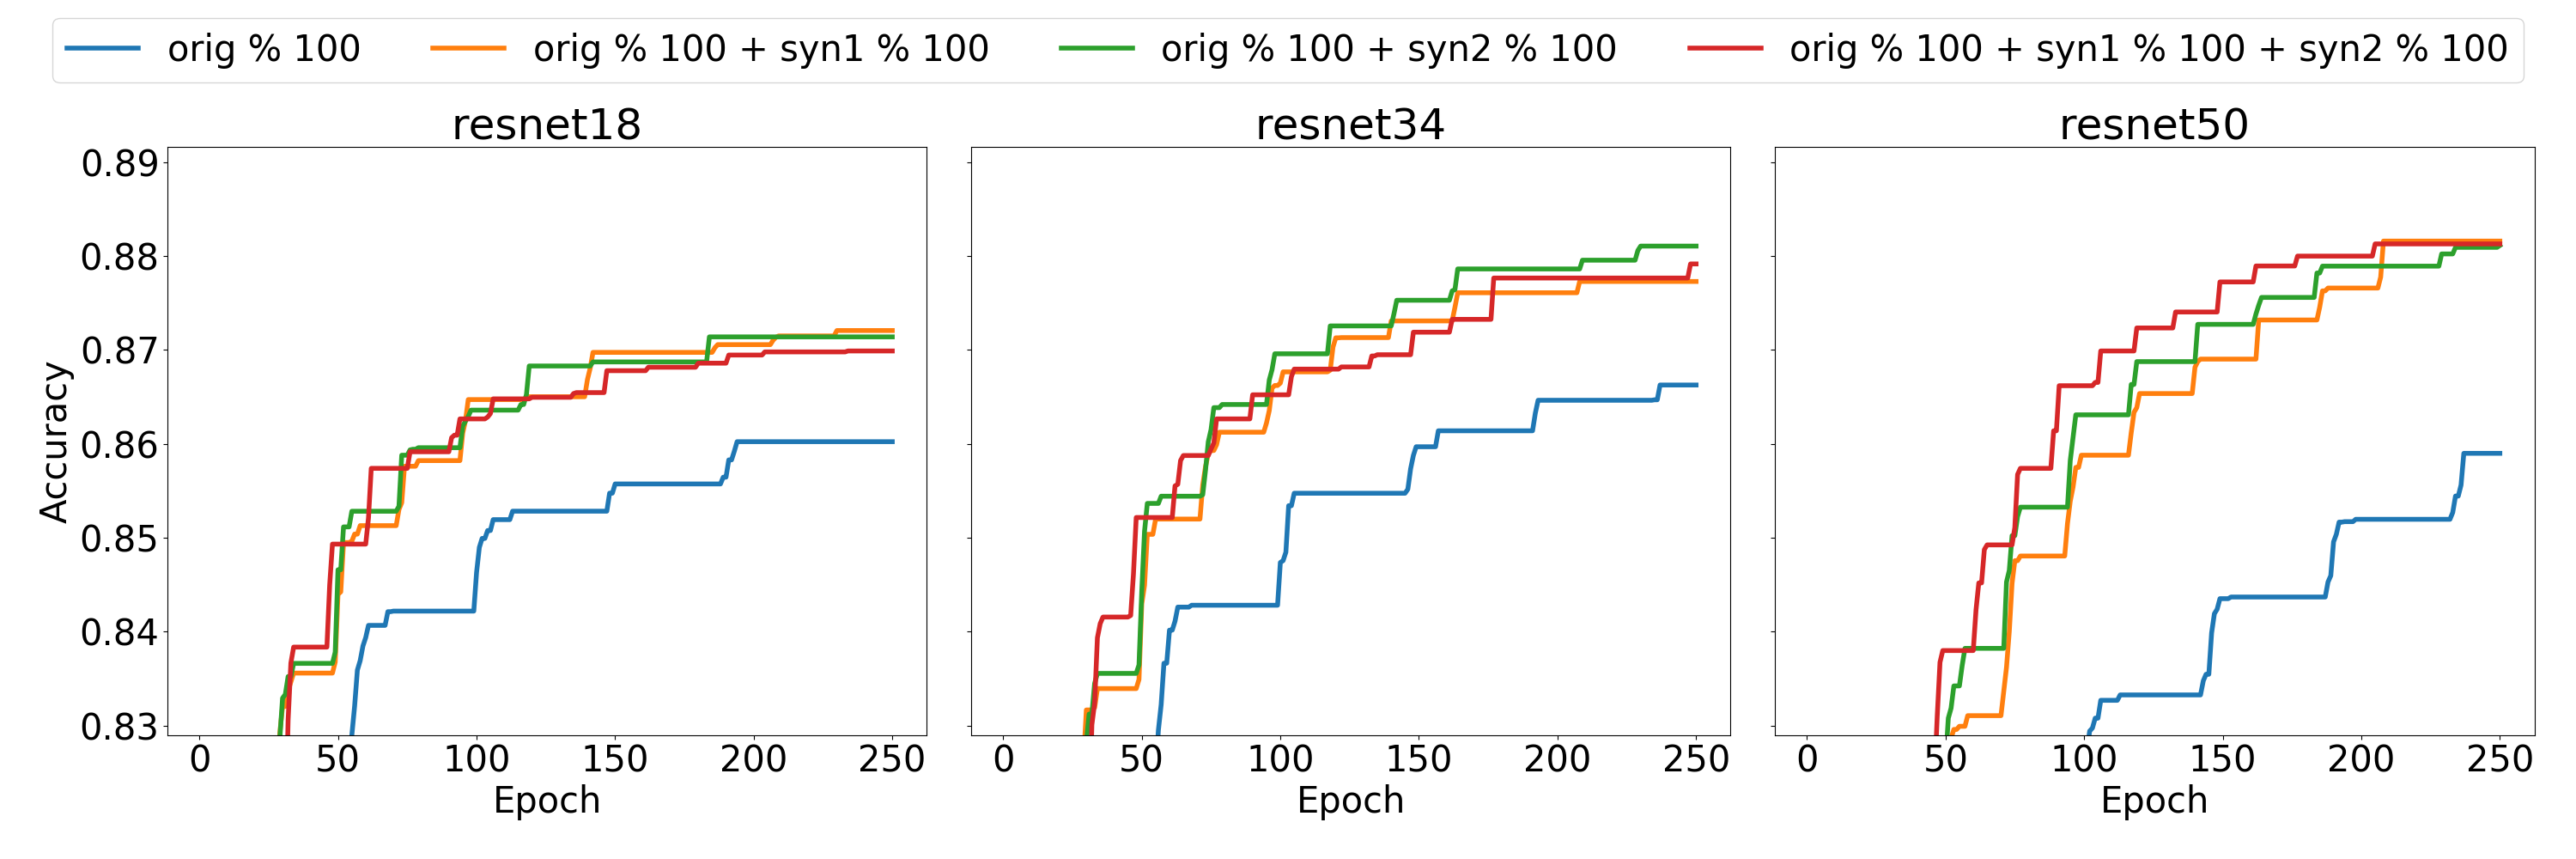 orig % 100 orig % 100 + syn1 % 100 orig % 100 + syn2 % 100 orig % 100 + syn1 % 100 + syn2 % 100
resnet18 resnet34 resnet50
0.89
0.88
0.87
0.86
0.85
0.84
0.83
Accuracy
0 50 100 150 200 250 0 50 100 150 200 250 0 50 100 150 200 250
Epoch Epoch Epoch